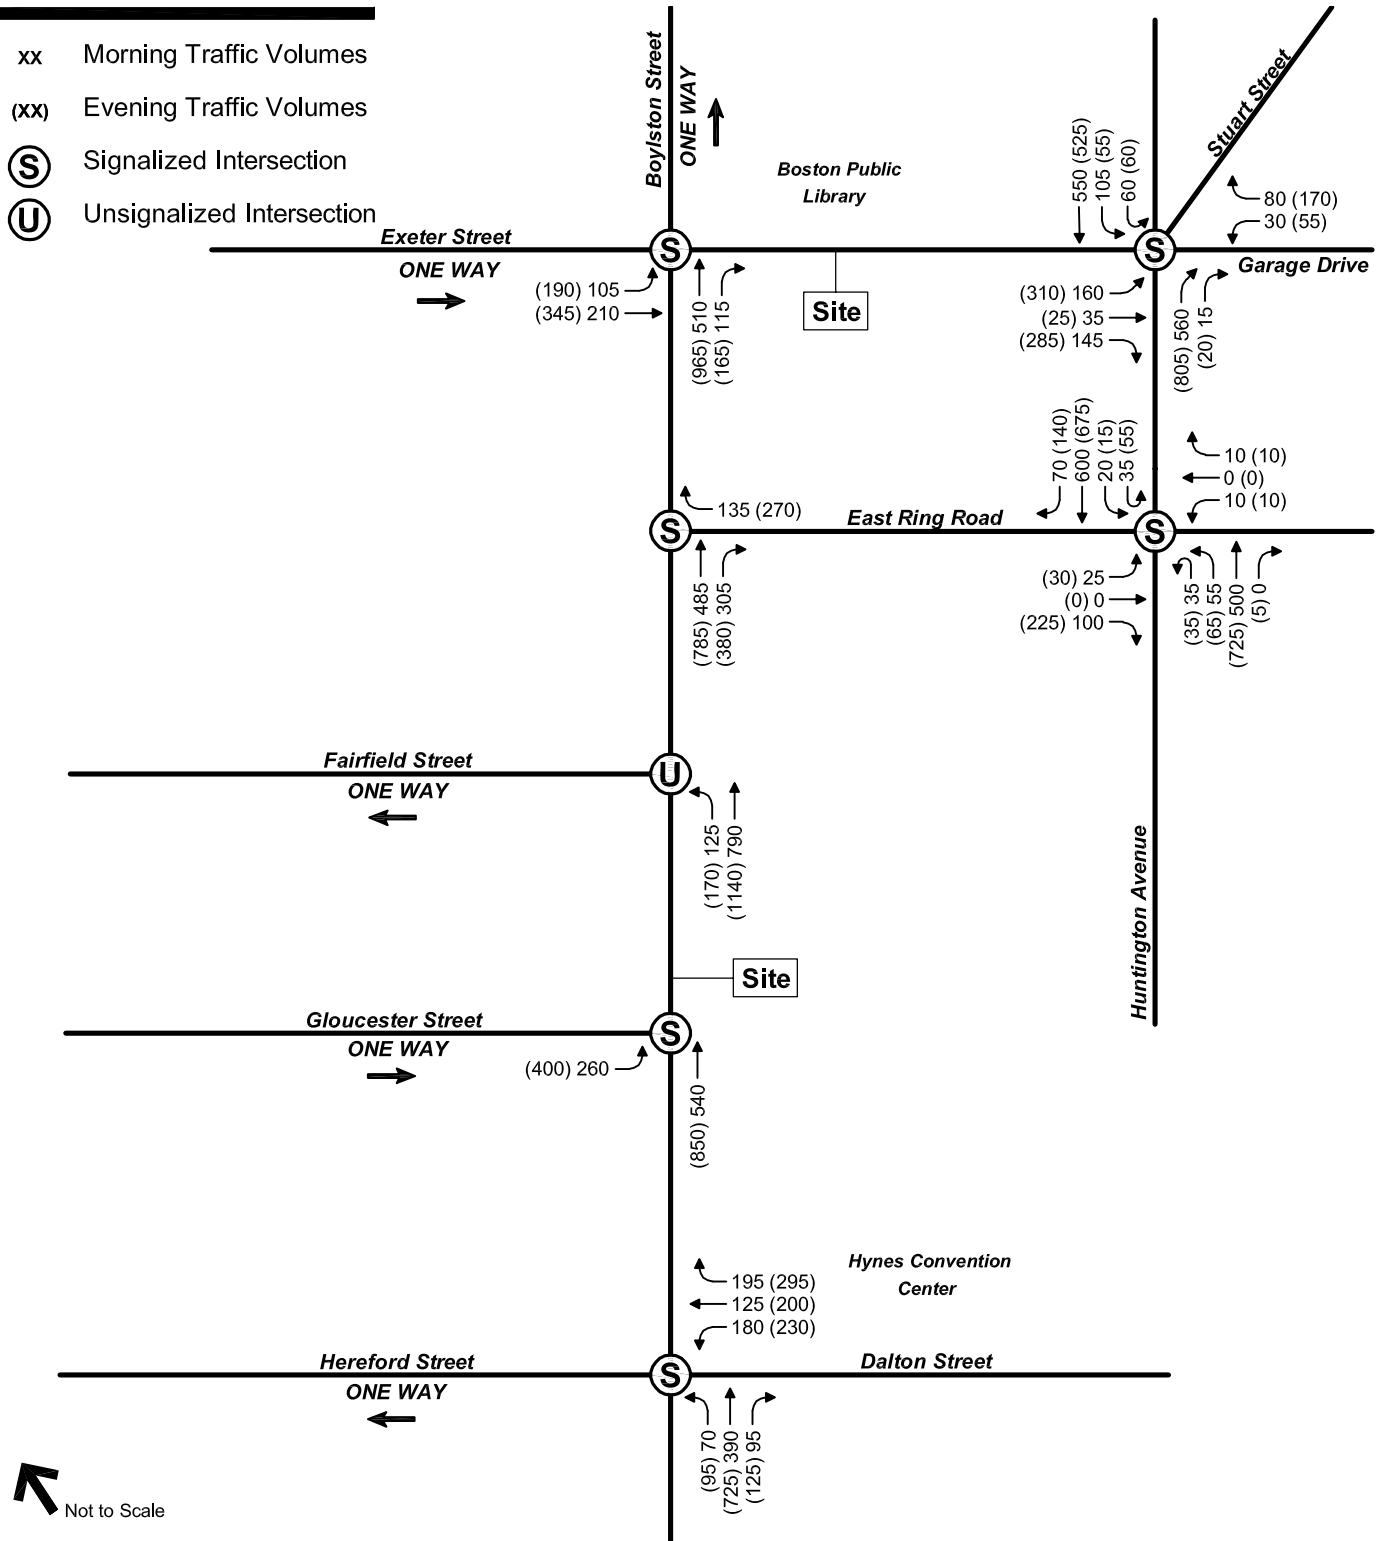 xx Morning Traffic Volumes
(XX) Evening Traffic Volumes
S Signalized Intersection
U Unsignalized Intersection
Boylston Street
ONE WAY
Boston Public
Library
Stuart Street
550 (525)
105 (55)
60 (60)
80 (170)
30 (55)
Exeter Street
ONE WAY
S
S
Garage Drive
Site
(190) 105
(345) 210
(965) 510
(165) 115
(310) 160
(25) 35
(285) 145
(805) 560
(20) 15
70 (140)
600 (675)
20 (15)
35 (55)
10 (10)
0 (0)
10 (10)
135 (270)
S
East Ring Road
S
(785) 485
(380) 305
(30) 25
(0) 0
(225) 100
(35) 35
(65) 55
(725) 500
(5) 0
Fairfield Street
ONE WAY
U
(170) 125
(1140) 790
Huntington Avenue
Site
Gloucester Street
ONE WAY
S
(400) 260
(850) 540
195 (295)
125 (200)
180 (230)
Hynes Convention
Center
Hereford Street
ONE WAY
S
Dalton Street
(95) 70
(725) 390
(125) 95
Not to Scale